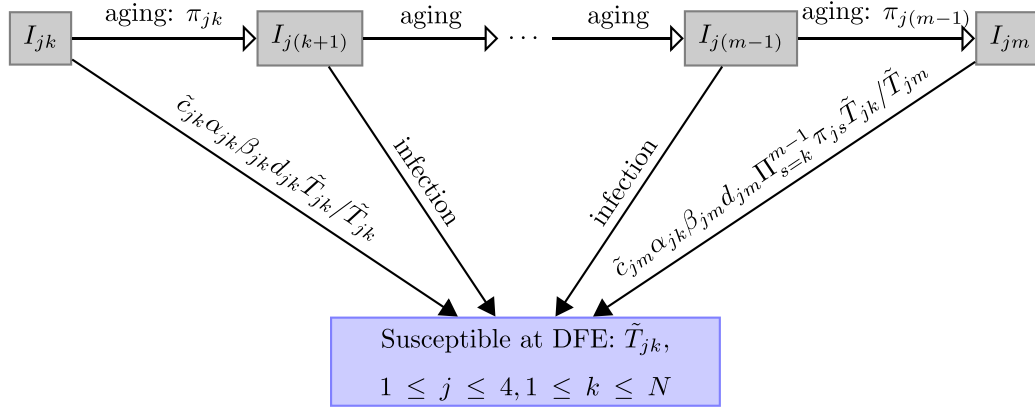 aging: π_{jk}
aging
aging
aging: π_{j(m−1)}
I_{jk}
I_{j(k+1)}
· · ·
I_{j(m−1)}
I_{jm}
c̃_{jk}α_{jk}β_{jk}d_{jk}T̃_{jk}/T̃_{jk}
infection
infection
c̃_{jm}α_{jk}β_{jm}d_{jm}Π_{s=k}^{m−1}π_{js}T̃_{jk}/T̃_{jm}
Susceptible at DFE: T̃_{jk},
1 ≤ j ≤ 4, 1 ≤ k ≤ N